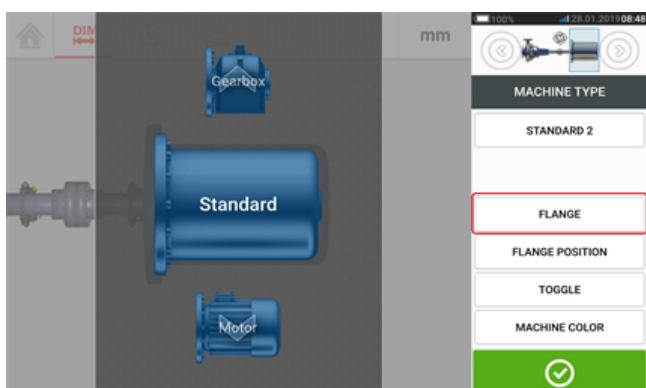 100% 28.01.2019 08:48
DIM
mm
Gearbox
Standard
Motor
MACHINE TYPE
STANDARD 2
FLANGE
FLANGE POSITION
TOGGLE
MACHINE COLOR